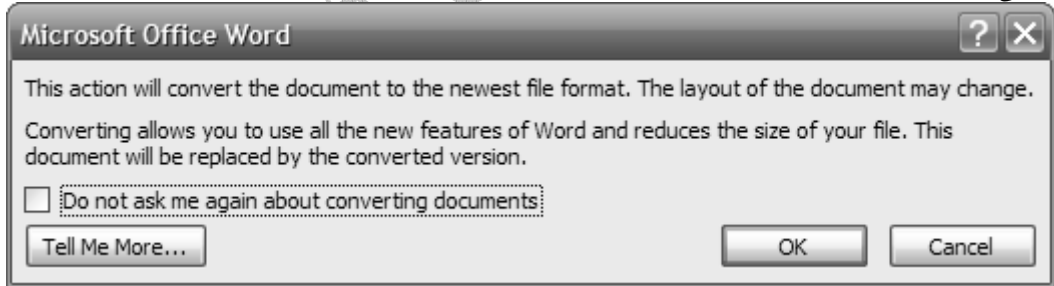 Microsoft Office Word
This action will convert the document to the newest file format. The layout of the document may change.
Converting allows you to use all the new features of Word and reduces the size of your file. This
document will be replaced by the converted version.
Do not ask me again about converting documents
Tell Me More...
OK
Cancel